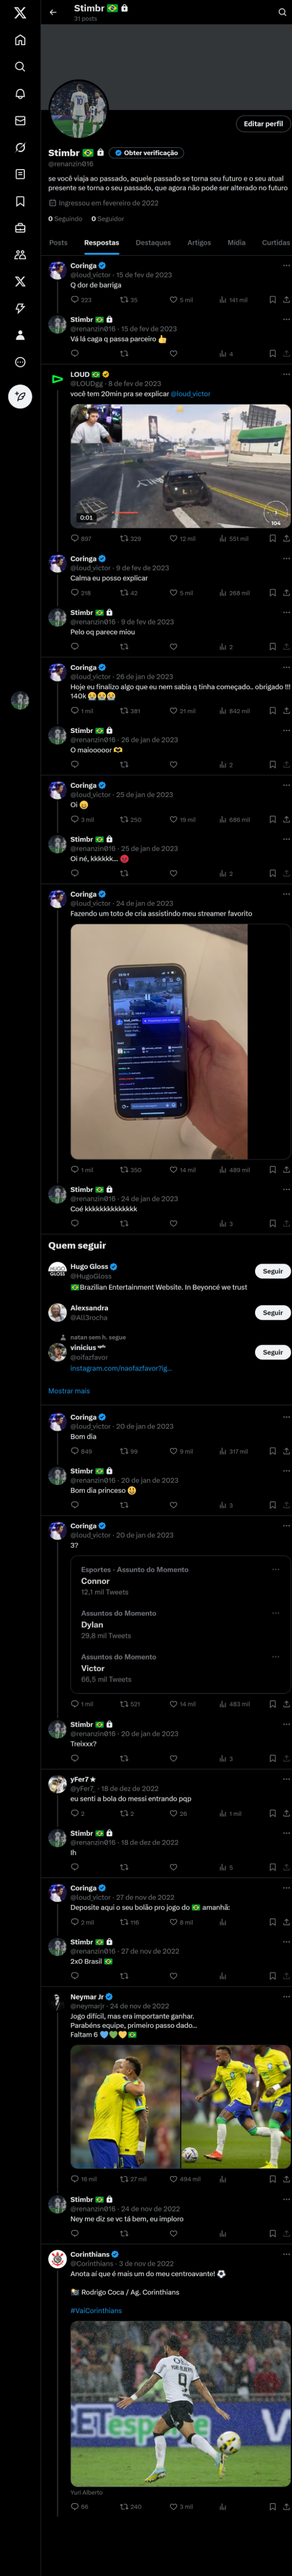 Stimbr
31 posts
Editar perfil
Stimbr Obter verificação
@renanzin016
se você viaja ao passado, aquele passado se torna seu futuro e o seu atual
presente se torna o seu passado, que agora não pode ser alterado no futuro
Ingressou em fevereiro de 2022
0 Seguindo 0 Seguidor
Posts Respostas Destaques Artigos Mídia Curtidas
Coringa
@loud_victor · 15 de fev de 2023
Q dor de barriga
223 35 5 mil 141 mil
Stimbr
@renanzin016 · 15 de fev de 2023
Vá lá caga q passa parceiro 👍
4
LOUD
@LOUDgg · 8 de fev de 2023
você tem 20min pra se explicar @loud_victor
0:01
104
897 329 12 mil 551 mil
Coringa
@loud_victor · 9 de fev de 2023
Calma eu posso explicar
218 42 5 mil 268 mil
Stimbr
@renanzin016 · 9 de fev de 2023
Pelo oq parece miou
2
Coringa
@loud_victor · 26 de jan de 2023
Hoje eu finalizo algo que eu nem sabia q tinha começado.. obrigado !!!
140k 😭😭😭
1 mil 381 21 mil 842 mil
Stimbr
@renanzin016 · 26 de jan de 2023
O maioooooor 🫶
2
Coringa
@loud_victor · 25 de jan de 2023
Oi 😄
3 mil 250 19 mil 686 mil
Stimbr
@renanzin016 · 25 de jan de 2023
Oi né, kkkkkk... 😡
2
Coringa
@loud_victor · 24 de jan de 2023
Fazendo um toto de cria assistindo meu streamer favorito
1 mil 350 14 mil 489 mil
Stimbr
@renanzin016 · 24 de jan de 2023
Coé kkkkkkkkkkkkkk
3
Quem seguir
HUGO
GLOSS
Hugo Gloss
@HugoGloss
Seguir
🇧🇷Brazilian Entertainment Website. In Beyoncé we trust
Alexsandra
@All3rocha
Seguir
natan sem h. segue
vinicius
@oifazfavor
Seguir
instagram.com/naofazfavor?ig...
Mostrar mais
Coringa
@loud_victor · 20 de jan de 2023
Bom dia
849 99 9 mil 317 mil
Stimbr
@renanzin016 · 20 de jan de 2023
Bom dia princeso 😃
3
Coringa
@loud_victor · 20 de jan de 2023
3?
Esportes · Assunto do Momento
Connor
12,1 mil Tweets
Assuntos do Momento
Dylan
29,8 mil Tweets
Assuntos do Momento
Victor
66,5 mil Tweets
1 mil 521 14 mil 483 mil
Stimbr
@renanzin016 · 20 de jan de 2023
Treixxx?
3
yFer7★
@yFer7_ · 18 de dez de 2022
eu senti a bola do messi entrando pqp
2 2 26 1 mil
Stimbr
@renanzin016 · 18 de dez de 2022
Ih
5
Coringa
@loud_victor · 27 de nov de 2022
Deposite aqui o seu bolão pro jogo do 🇧🇷 amanhã:
2 mil 116 8 mil
Stimbr
@renanzin016 · 27 de nov de 2022
2x0 Brasil 🇧🇷
Neymar Jr
@neymarjr · 24 de nov de 2022
Jogo difícil, mas era importante ganhar.
Parabéns equipe, primeiro passo dado...
Faltam 6 💙💚💛🇧🇷
16 mil 27 mil 494 mil
Stimbr
@renanzin016 · 24 de nov de 2022
Ney me diz se vc tá bem, eu imploro
Corinthians
@Corinthians · 3 de nov de 2022
Anota aí que é mais um do meu centroavante! ⚽
📸 Rodrigo Coca / Ag. Corinthians
#VaiCorinthians
YURI ALBERTO
9
Yuri Alberto
66 240 3 mil